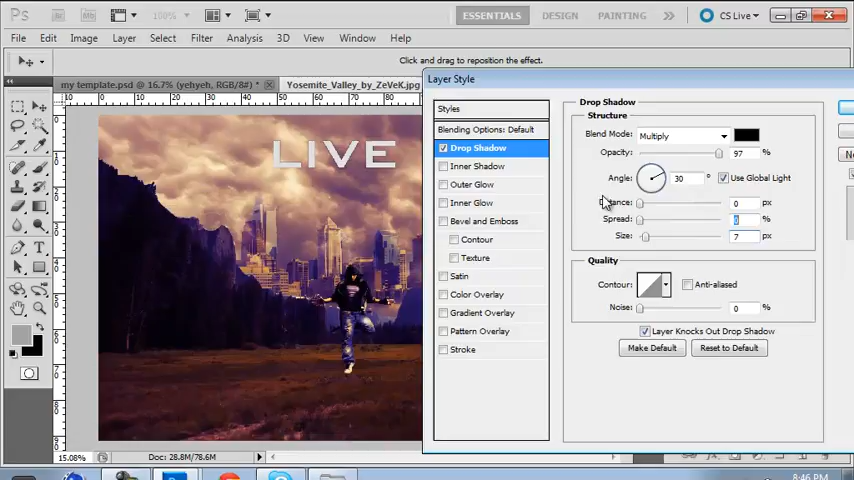 Ps Br Mb 100% ESSENTIALS DESIGN PAINTING >> CS Live
File Edit Image Layer Select Filter Analysis 3D View Window Help
Click and drag to reposition the effect.
my template.psd @ 16.7% (yehyeh, RGB/8#) * Yosemite_Valley_by_ZeVeK.jpg
Layer Style
Styles
Blending Options: Default
Drop Shadow
Inner Shadow
Outer Glow
Inner Glow
Bevel and Emboss
Contour
Texture
Satin
Color Overlay
Gradient Overlay
Pattern Overlay
Stroke
Drop Shadow
Structure
Blend Mode: Multiply
Opacity: 97 %
Angle: 30 ° Use Global Light
Distance: 0 px
Spread: 0 %
Size: 7 px
Quality
Contour: Anti-aliased
Noise: 0 %
Layer Knocks Out Drop Shadow
Make Default Reset to Default
LIVE
15.08% Doc: 28.8M/78.6M
8:46 PM